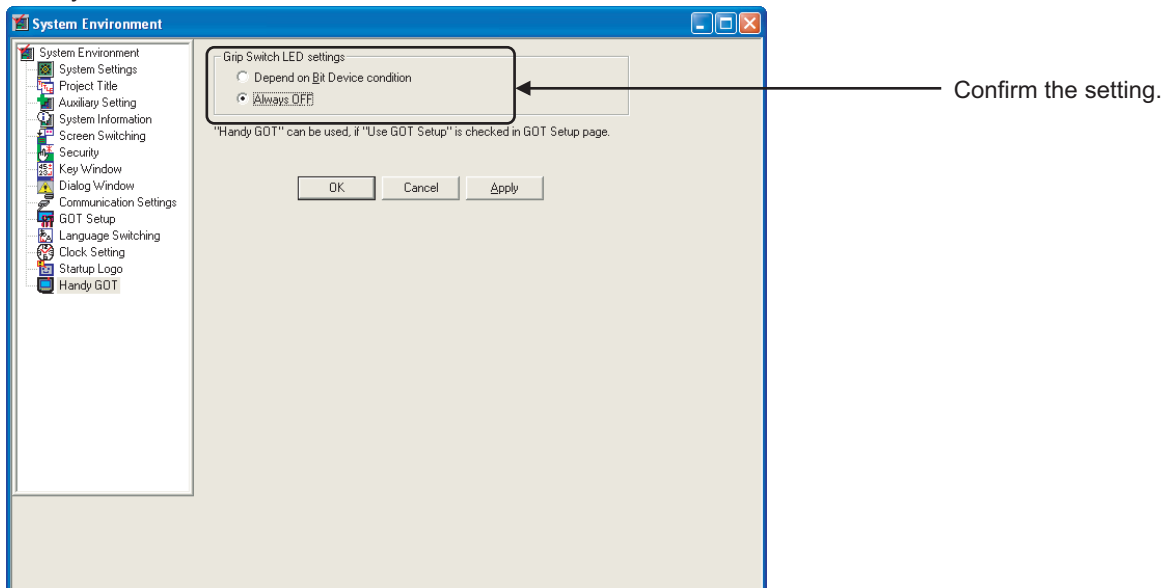 System Environment
System Environment
System Settings
Project Title
Auxiliary Setting
System Information
Screen Switching
Security
Key Window
Dialog Window
Communication Settings
GOT Setup
Language Switching
Clock Setting
Startup Logo
Handy GOT
Grip Switch LED settings
Depend on Bit Device condition
Always OFF
"Handy GOT" can be used, if "Use GOT Setup" is checked in GOT Setup page.
OK Cancel Apply
Confirm the setting.